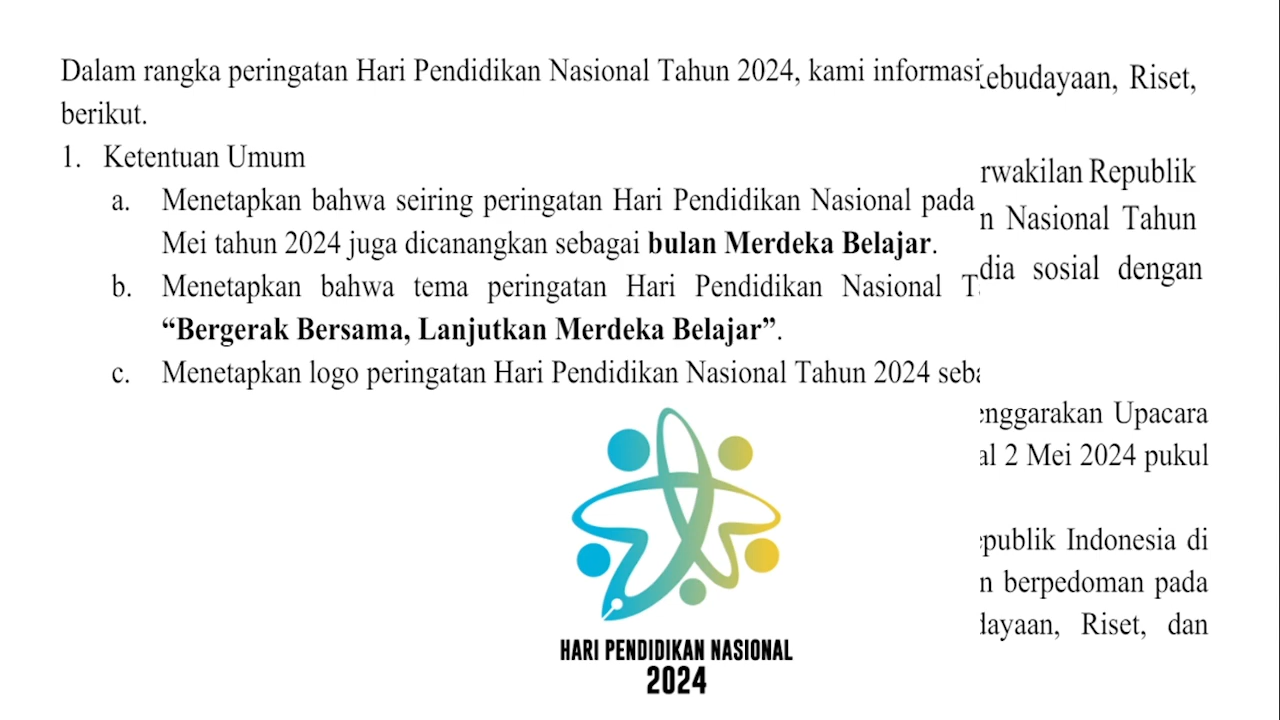 Dalam rangka peringatan Hari Pendidikan Nasional Tahun 2024, kami
berikut.
1. Ketentuan Umum
a. Menetapkan bahwa seiring peringatan Hari Pendidikan Nasional pada
Mei tahun 2024 juga dicanangkan sebagai bulan Merdeka Belajar.
b. Menetapkan bahwa tema peringatan Hari Pendidikan Nasional
“Bergerak Bersama, Lanjutkan Merdeka Belajar”.
c. Menetapkan logo peringatan Hari Pendidikan Nasional Tahun 2024
HARI PENDIDIKAN NASIONAL
2024
Riset,
Republik
Nasional Tahun
sosial dengan
Upacara
2 Mei 2024 pukul
Indonesia di
berpedoman pada
Riset, dan